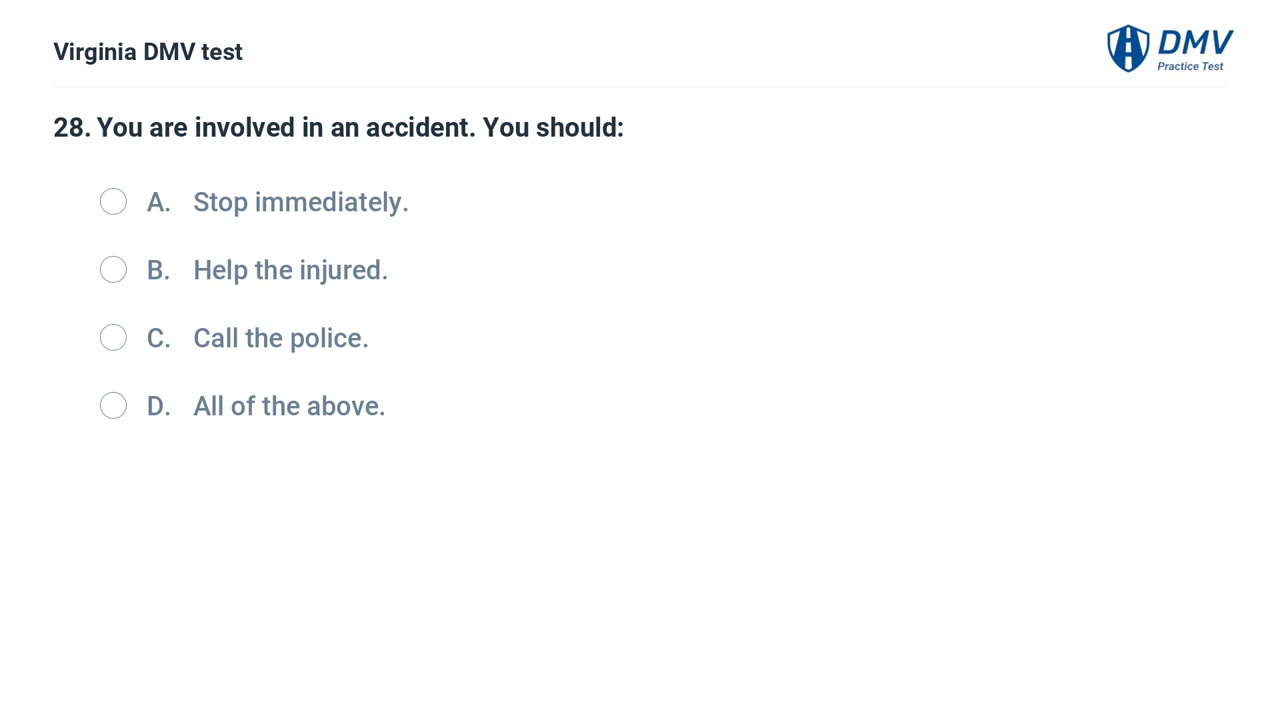 Virginia DMV test
DMV
Practice Test
28. You are involved in an accident. You should:
A. Stop immediately.
B. Help the injured.
C. Call the police.
D. All of the above.